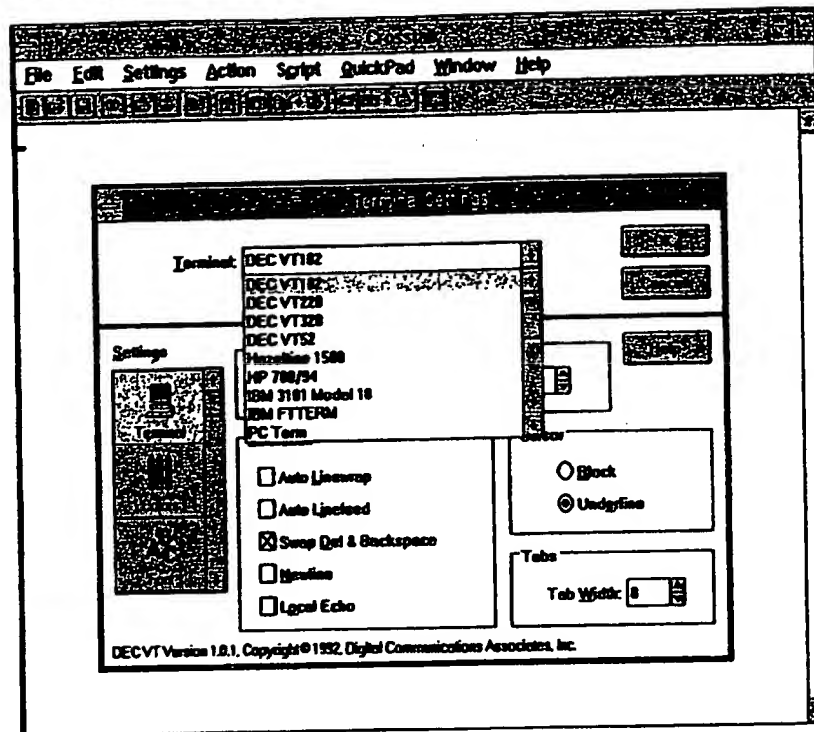 File Edit Settings Action Script QuickPad Window Help
Terminal Settings
Terminal: DEC VT102
DEC VT102
DEC VT220
DEC VT320
DEC VT52
Hazeltine 1500
HP 700/94
IBM 3101 Model 10
IBM FTTERM
PC Term
Cancel
Settings
Help
Terminal
Cursor
Auto Linewrap
Block
Auto Linefeed
Underline
Swap Del & Backspace
Newline
Tabs
Local Echo
Tab Width: 8
DEC VT Version 1.0.1, Copyright © 1992, Digital Communications Associates, Inc.